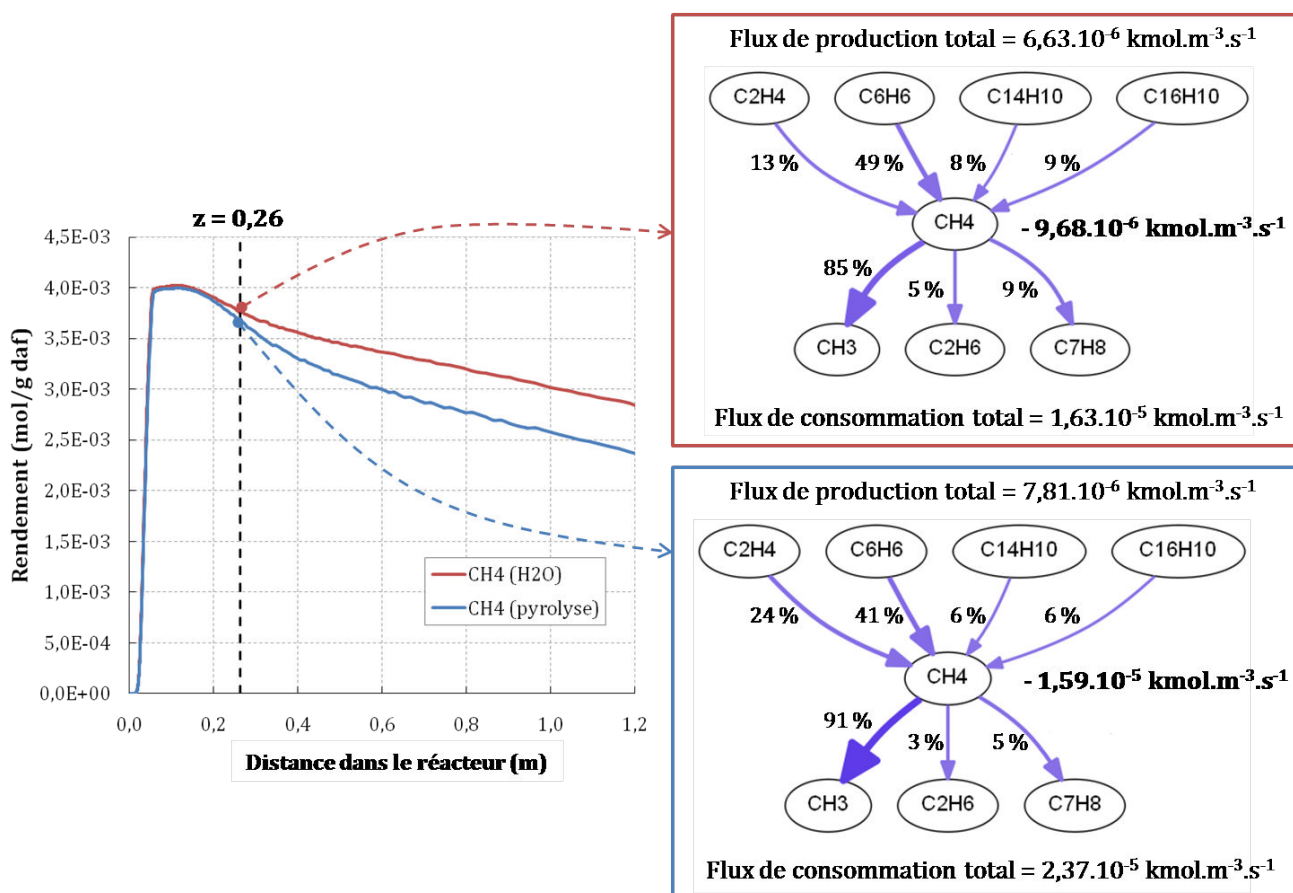 Flux de production total = 6,63.10⁻⁶ kmol.m⁻³.s⁻¹
C2H4 C6H6 C14H10 C16H10
13 % 49 % 8 % 9 %
CH4 - 9,68.10⁻⁶ kmol.m⁻³.s⁻¹
85 % 5 % 9 %
CH3 C2H6 C7H8
Flux de consommation total = 1,63.10⁻⁵ kmol.m⁻³.s⁻¹
z = 0,26
Rendement (mol/g daf)
4,5E-03
4,0E-03
3,5E-03
3,0E-03
2,5E-03
2,0E-03
1,5E-03
1,0E-03
5,0E-04
0,0E+00
CH4 (H2O)
CH4 (pyrolyse)
0,0 0,2 0,4 0,6 0,8 1,0 1,2
Distance dans le réacteur (m)
Flux de production total = 7,81.10⁻⁶ kmol.m⁻³.s⁻¹
C2H4 C6H6 C14H10 C16H10
24 % 41 % 6 % 6 %
CH4 - 1,59.10⁻⁵ kmol.m⁻³.s⁻¹
91 % 3 % 5 %
CH3 C2H6 C7H8
Flux de consommation total = 2,37.10⁻⁵ kmol.m⁻³.s⁻¹